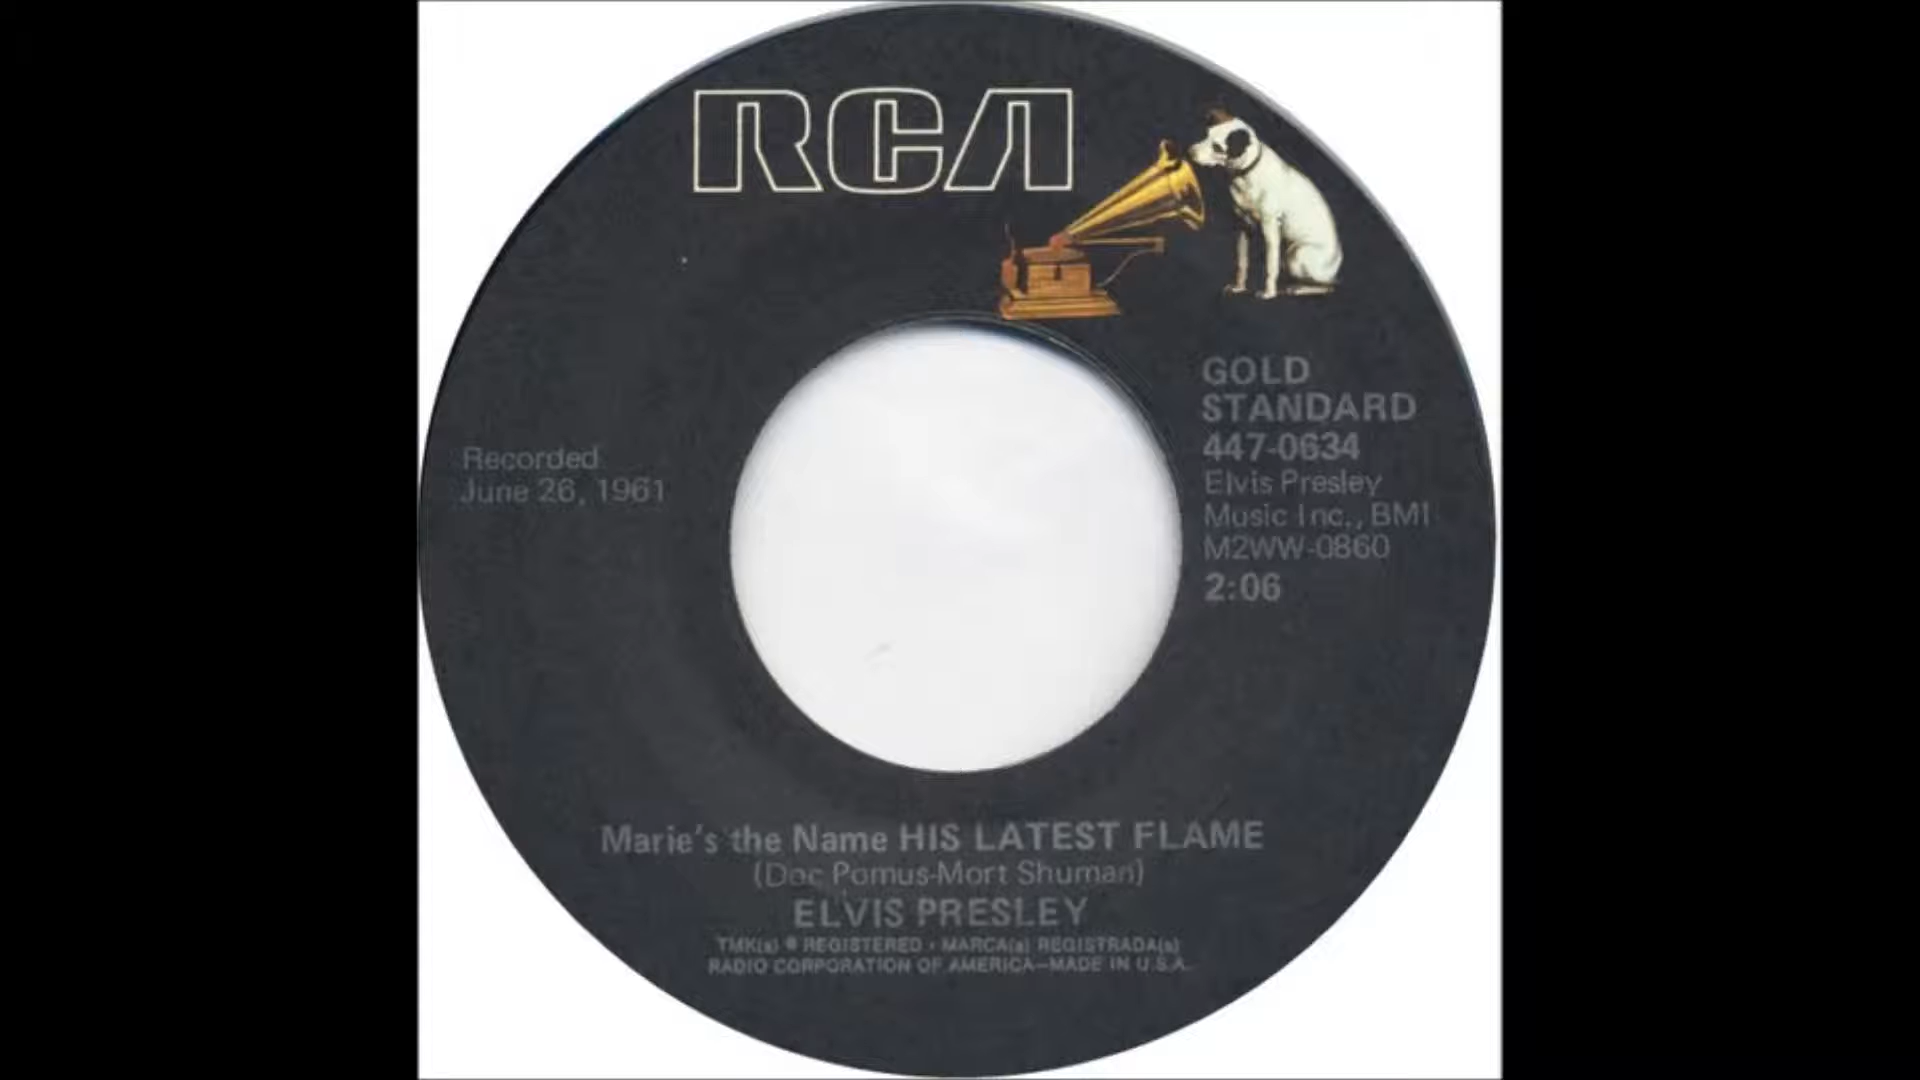 RCA
GOLD
STANDARD
447-0634
Elvis Presley
Music Inc., BMI
M2WW-0860
2:06
Recorded
June 26, 1961
Marie's the Name HIS LATEST FLAME
(Doc Pomus-Mort Shuman)
ELVIS PRESLEY
TMK(s) ® REGISTERED • MARCA(s) REGISTRADA(s)
RADIO CORPORATION OF AMERICA—MADE IN U.S.A.